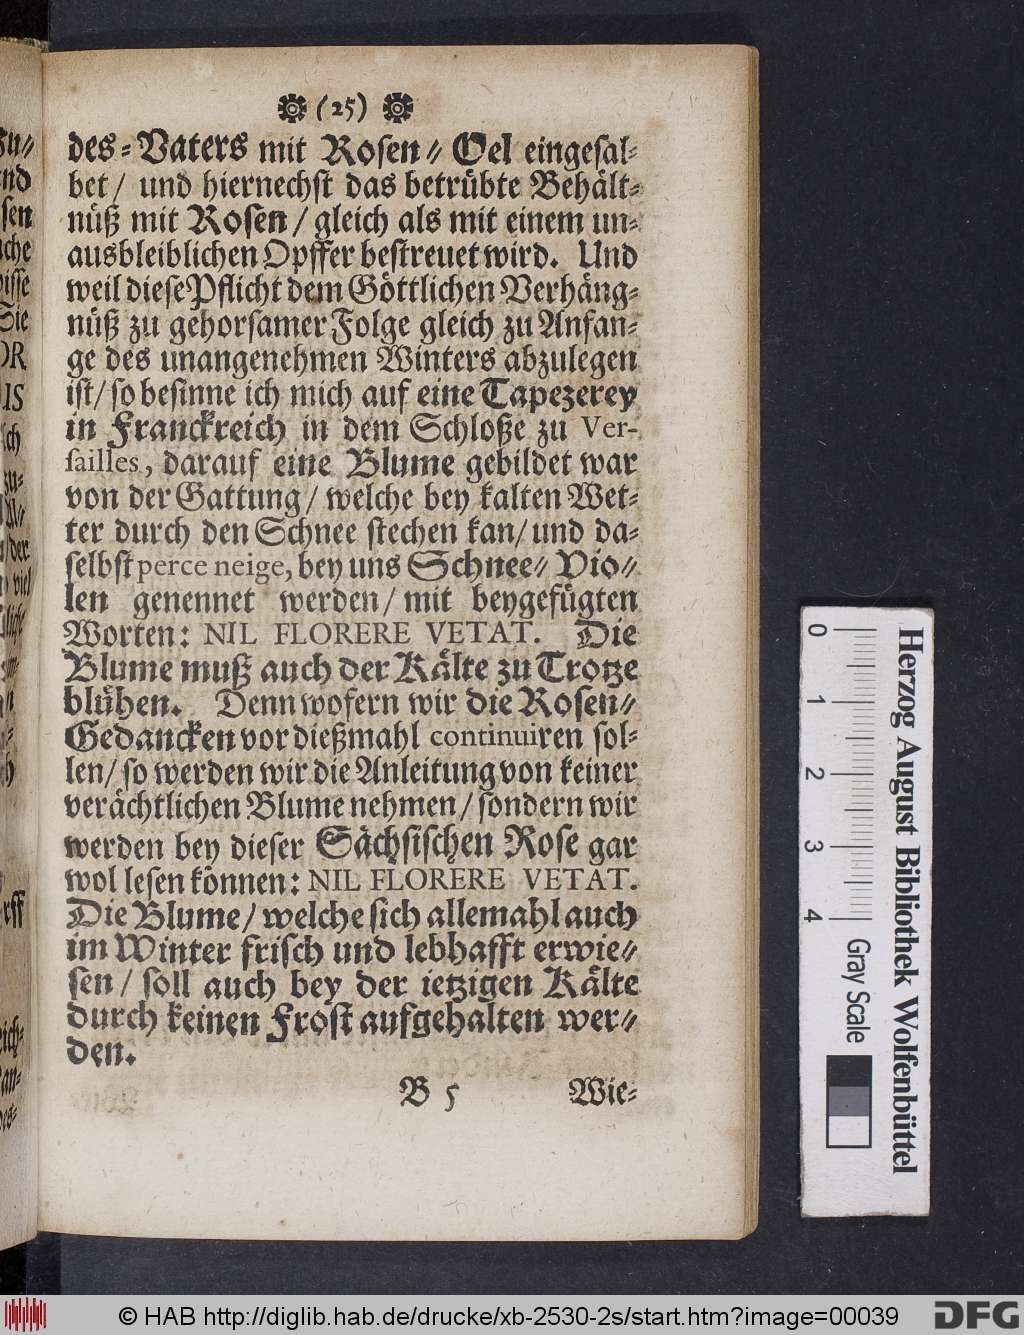 (25)
des-Vaters mit Rosen-Oel eingesal-
bet/ und hiernechst das betrübte Behält-
nüß mit Rosen/ gleich als mit einem un-
ausbleiblichen Opffer bestreuet wird. Und
weil diese Pflicht dem Göttlichen Verhäng-
nüß zu gehorsamer Folge gleich zu Anfan-
ge des unangenehmen Winters abzulegen
ist/ so besinne ich mich auf eine Tapezerey
in Franckreich in dem Schloße zu Ver-
sailles, darauf eine Blume gebildet war
von der Gattung/ welche bey kalten Wet-
ter durch den Schnee stechen kan/ und da-
selbst perce neige, bey uns Schnee-Vio-
len genennet werden/ mit beygefügten
Worten: NIL FLORERE VETAT. Die
Blume muß auch der Kälte zu Trotze
blühen. Denn wofern wir die Rosen-
Gedancken vor dießmahl continuiren sol-
len/ so werden wir die Anleitung von keiner
verächtlichen Blume nehmen/ sondern wir
werden bey dieser Sächsischen Rose gar
wol lesen können: NIL FLORERE VETAT.
Die Blume/ welche sich allemahl auch
im Winter frisch und lebhafft erwie-
sen/ soll auch bey der ietzigen Kälte
durch keinen Frost aufgehalten wer-
den.
B 5 Wie-
0 1 2 3 4
Gray Scale
Herzog August Bibliothek Wolfenbüttel
© HAB http://diglib.hab.de/drucke/xb-2530-2s/start.htm?image=00039
DFG